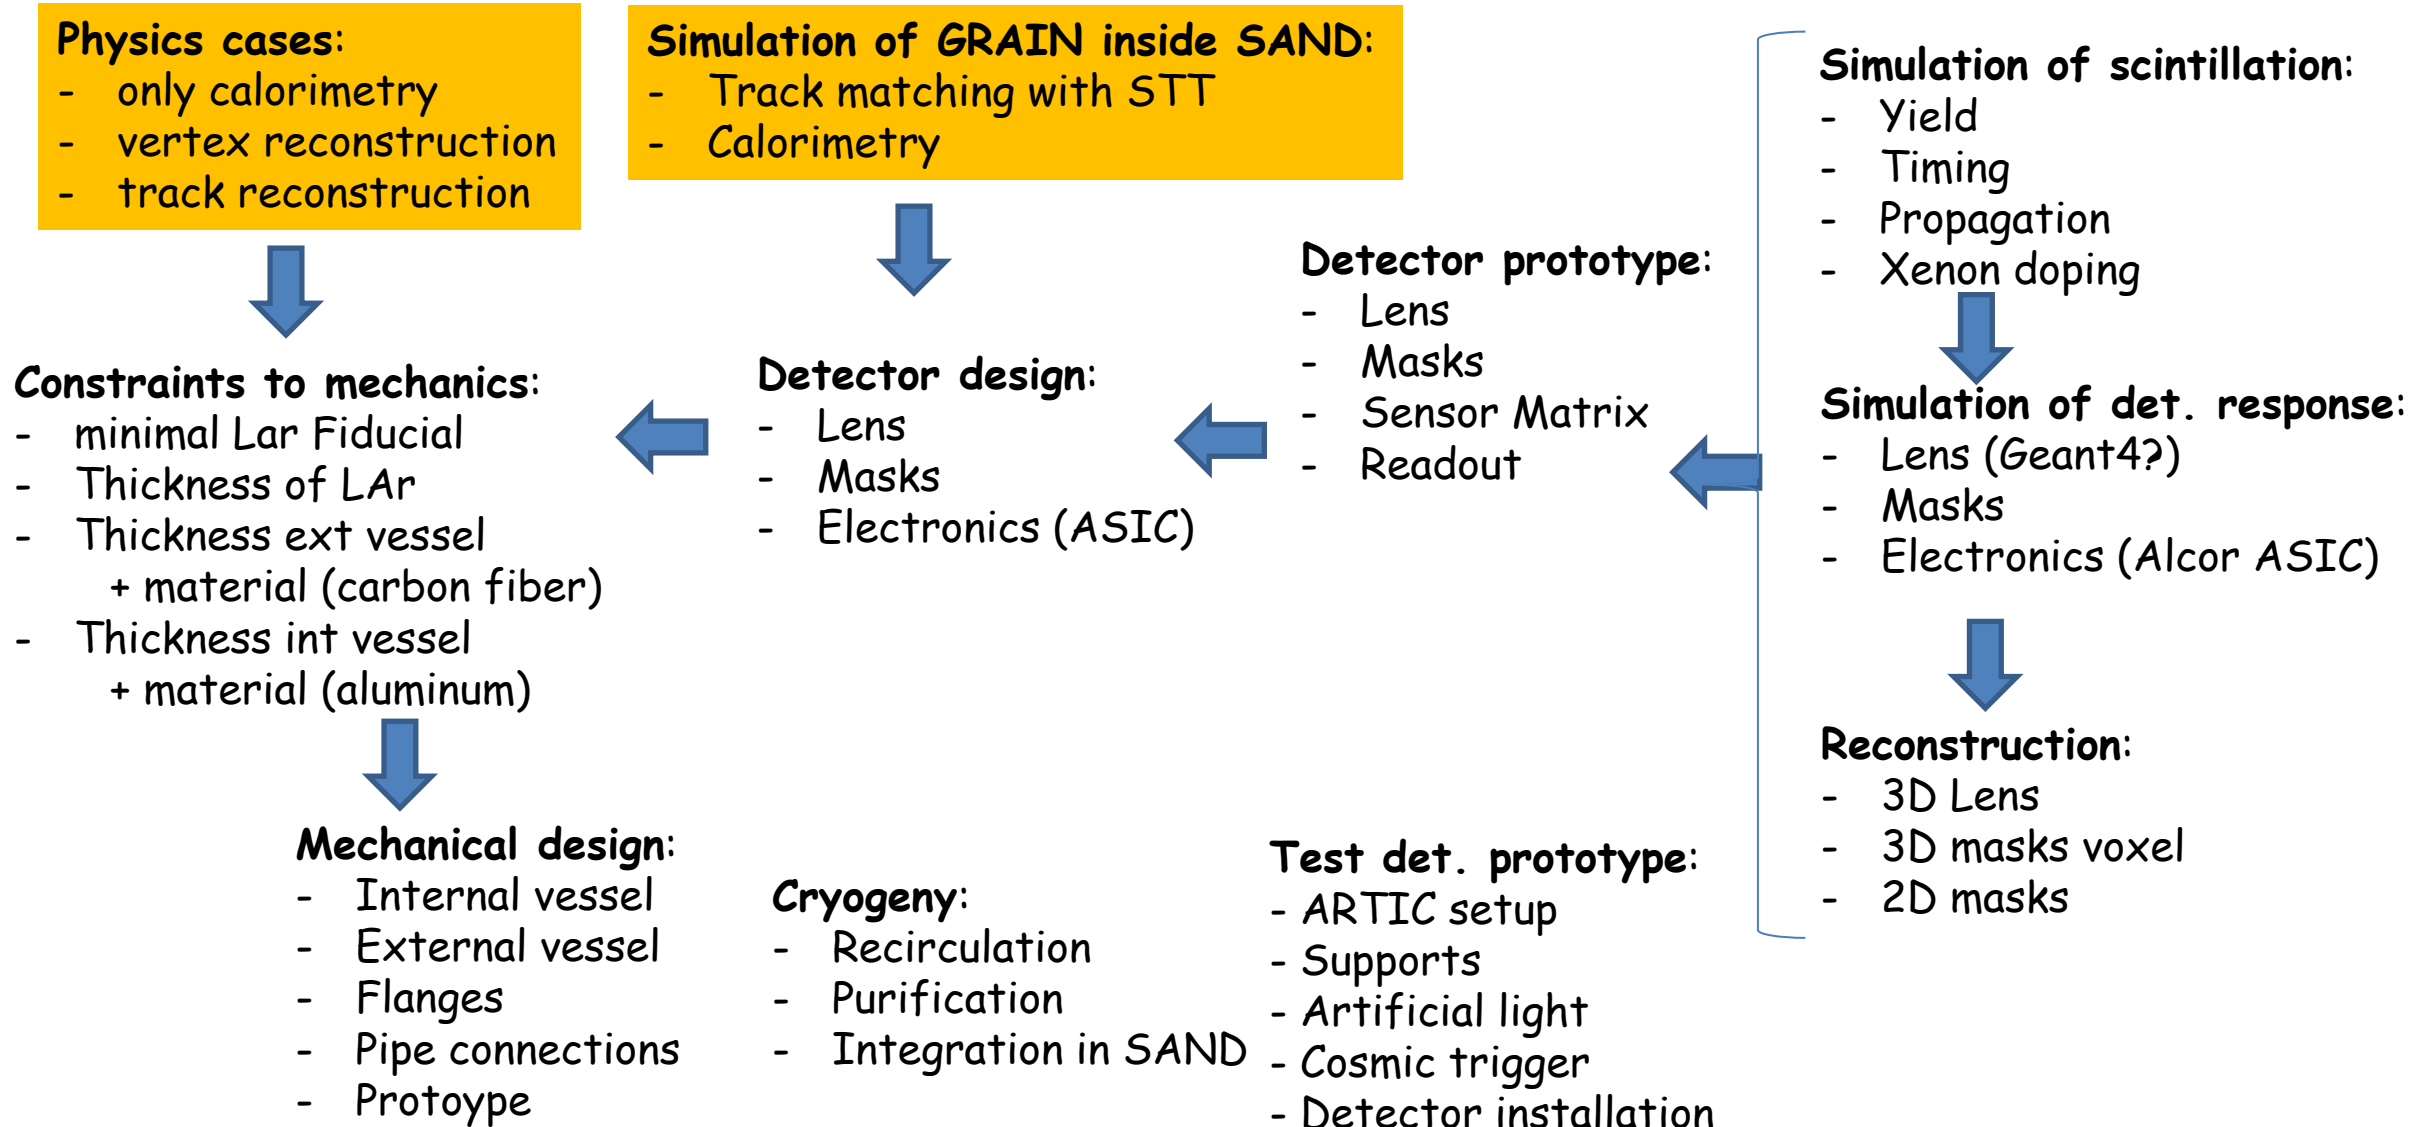 Physics cases:
- only calorimetry
- vertex reconstruction
- track reconstruction
Simulation of GRAIN inside SAND:
- Track matching with STT
- Calorimetry
Simulation of scintillation:
- Yield
- Timing
- Propagation
- Xenon doping
Detector prototype:
- Lens
- Masks
- Sensor Matrix
- Readout
Detector design:
- Lens
- Masks
- Electronics (ASIC)
Constraints to mechanics:
- minimal Lar Fiducial
- Thickness of LAr
- Thickness ext vessel
+ material (carbon fiber)
- Thickness int vessel
+ material (aluminum)
Simulation of det. response:
- Lens (Geant4?)
- Masks
- Electronics (Alcor ASIC)
Reconstruction:
- 3D Lens
- 3D masks voxel
- 2D masks
Mechanical design:
- Internal vessel
- External vessel
- Flanges
- Pipe connections
- Protoype
Cryogeny:
- Recirculation
- Purification
- Integration in SAND
Test det. prototype:
- ARTIC setup
- Supports
- Artificial light
- Cosmic trigger
- Detector installation